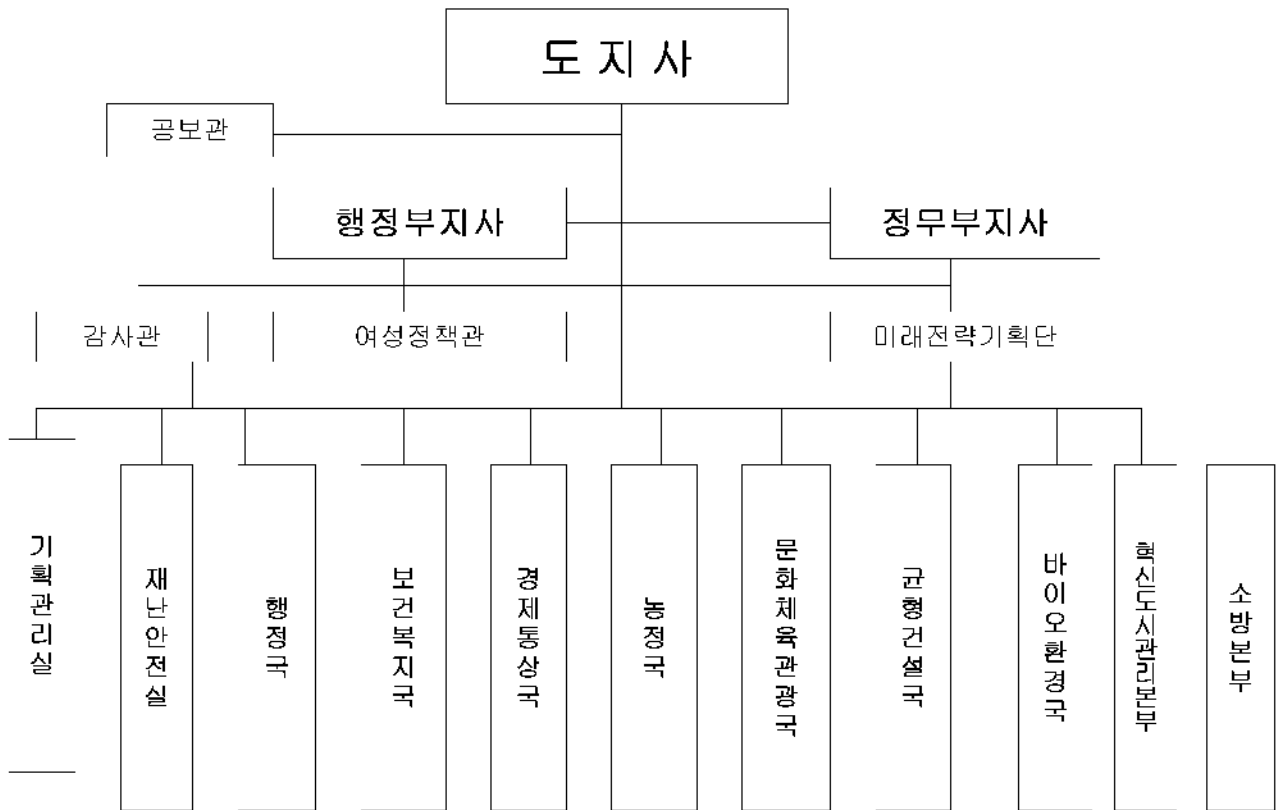 도 지 사
공보관
행정부지사
정무부지사
감사관
여성정책관
미래전략기획단
기획관리실
재난안전실
행정국
보건복지국
경제통상국
농정국
문화체육관광국
균형건설국
바이오환경국
혁신도시관리본부
소방본부